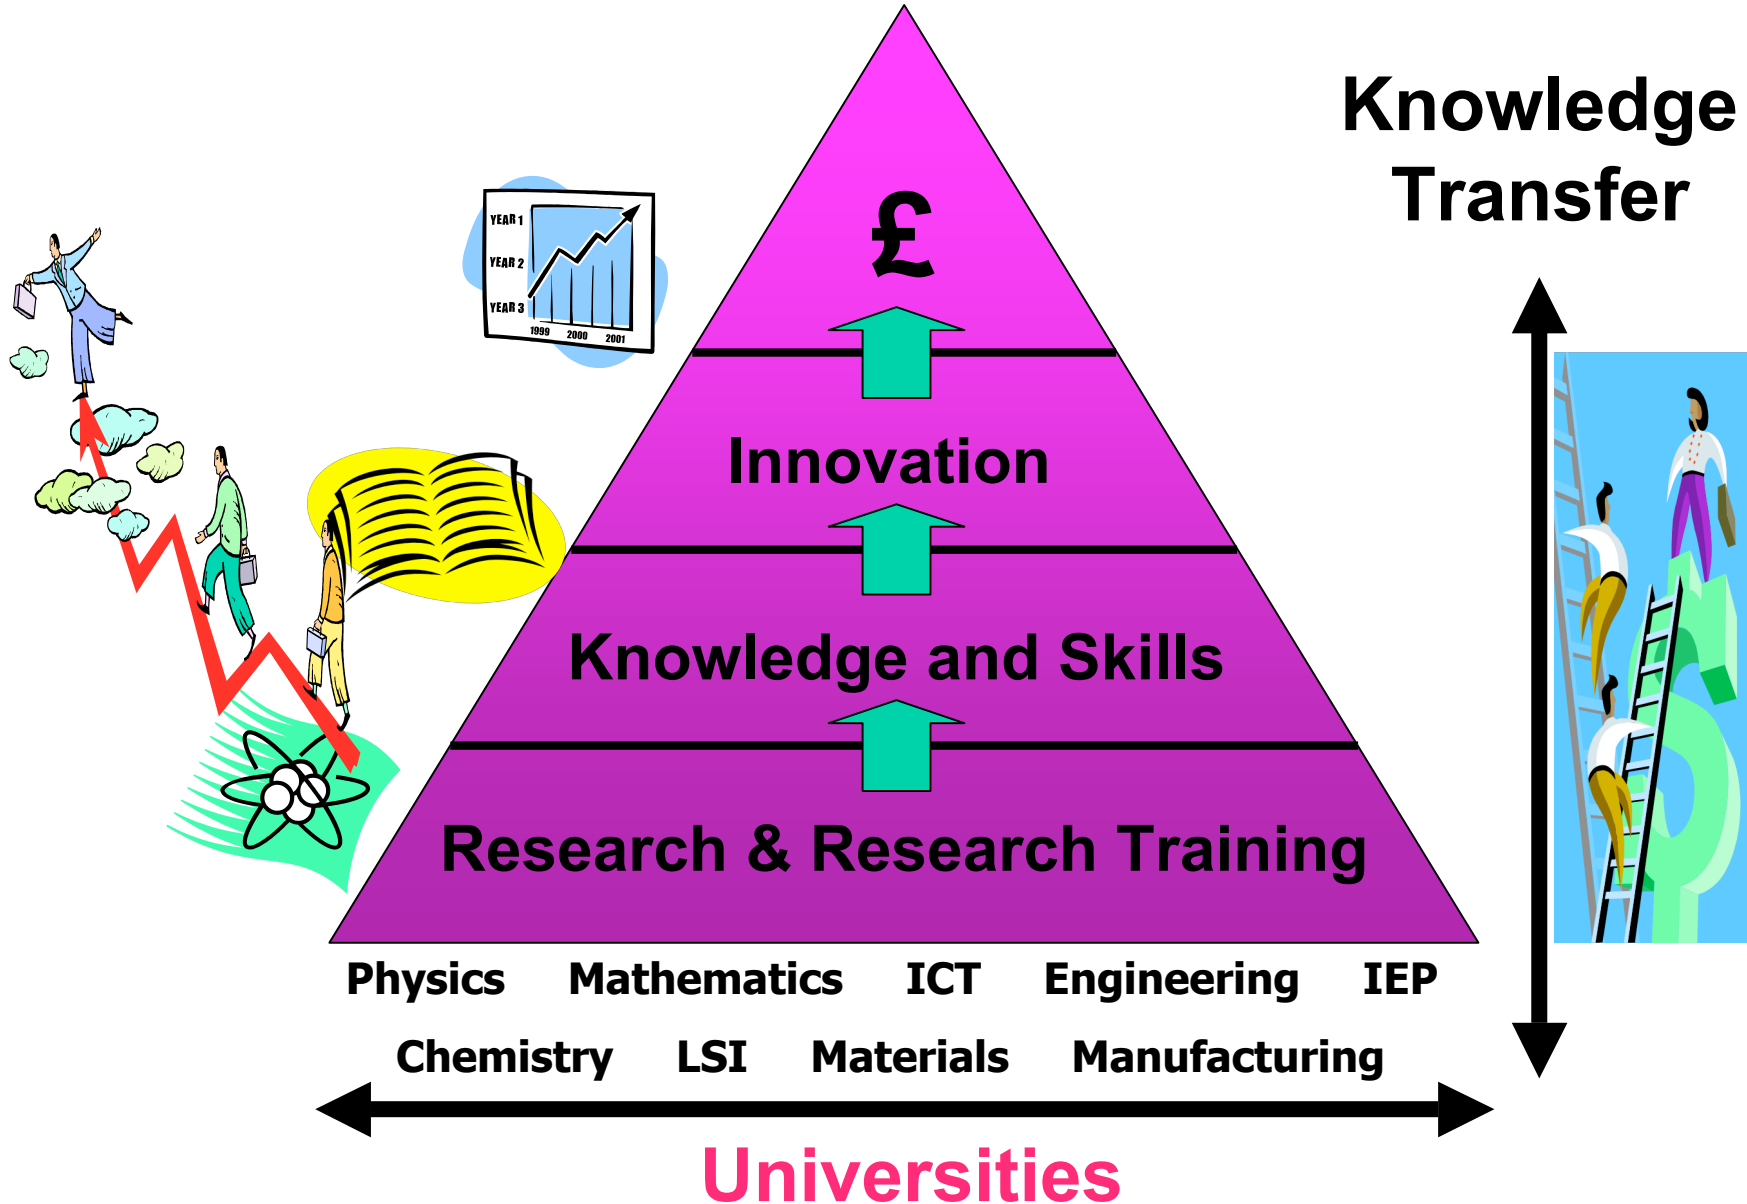 Knowledge
Transfer
£
YEAR 1
YEAR 2
YEAR 3
1999 2000 2001
Innovation
Knowledge and Skills
Research & Research Training
Physics Mathematics ICT Engineering IEP
Chemistry LSI Materials Manufacturing
Universities